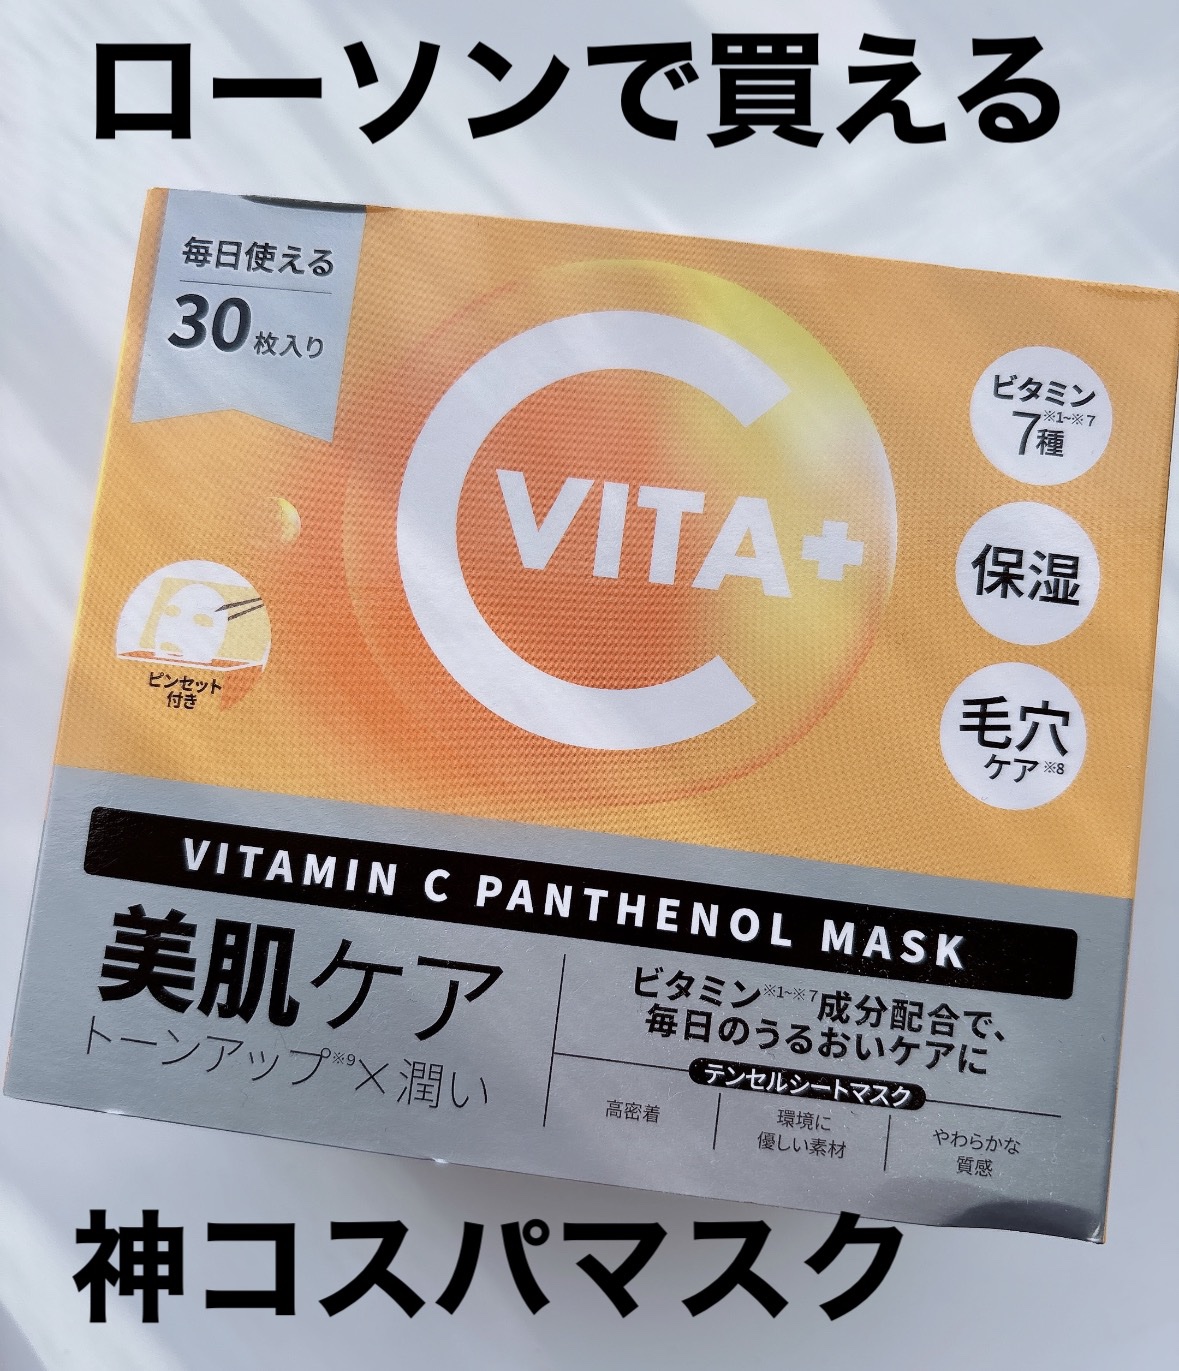 ローソンで買える
毎日使える
30枚入り
C
VITA+
ビタミン
7種※1~※7
保湿
毛穴
ケア※8
ピンセット
付き
VITAMIN C PANTHENOL MASK
美肌ケア
トーンアップ※9×潤い
ビタミン※1~※7成分配合で、
毎日のうるおいケアに
テンセルシートマスク
高密着
環境に
優しい素材
やわらかな
質感
神コスパマスク